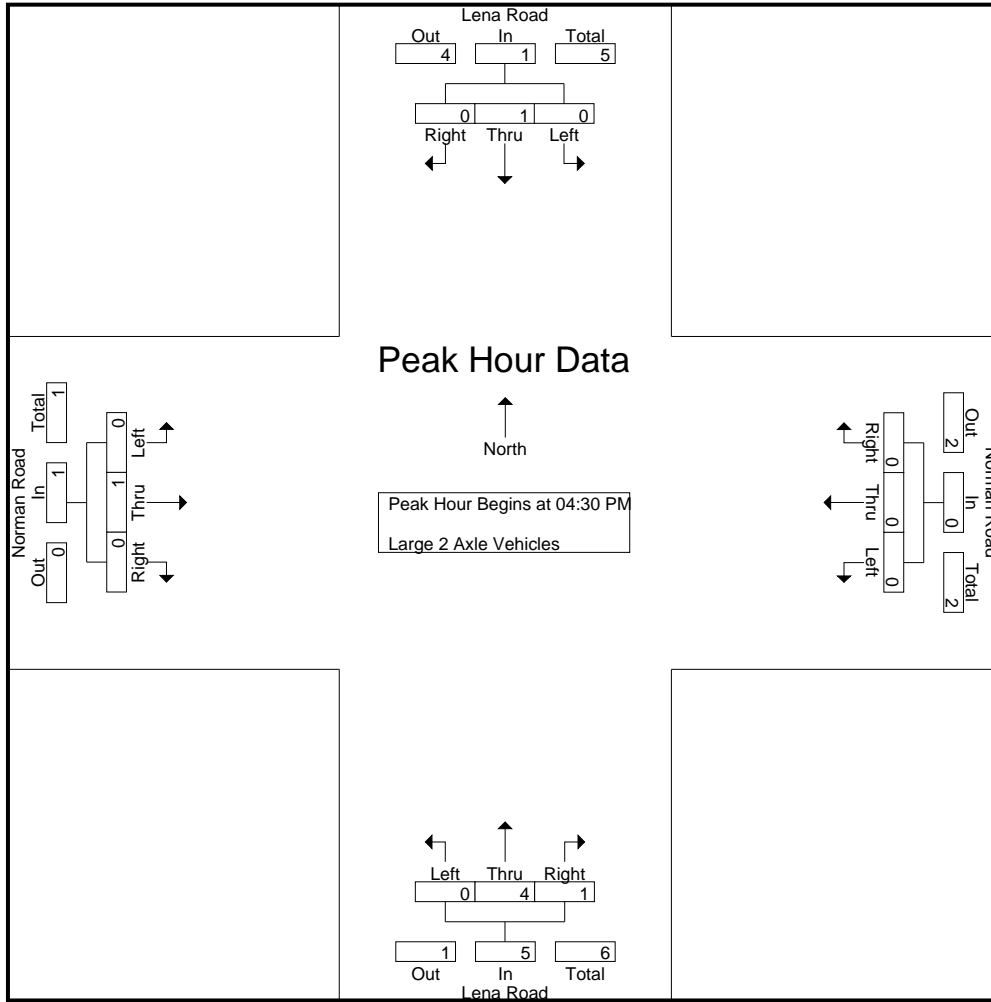 Lena Road
Out In Total
4 1 5
0 1 0
Right Thru Left
Peak Hour Data
North
Peak Hour Begins at 04:30 PM
Large 2 Axle Vehicles
Norman Road
Out In Total
0 1 1
Right Thru Left
0 1 0
Norman Road
Out In Total
2 0 2
Right Thru Left
0 0 0
Left Thru Right
0 4 1
1 5 6
Out In Total
Lena Road